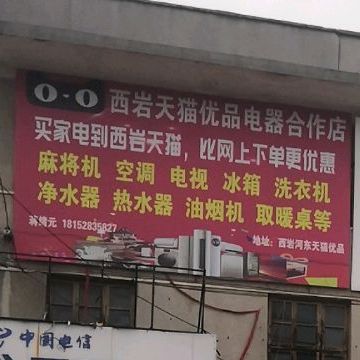 西岩天猫优品电器合作店
买家电到西岩天猫，比网上下单更优惠
麻将机 空调 电视 冰箱 洗衣机
净水器 热水器 油烟机 取暖桌等
18152835827
地址：西岩河东天猫优品
中国电信